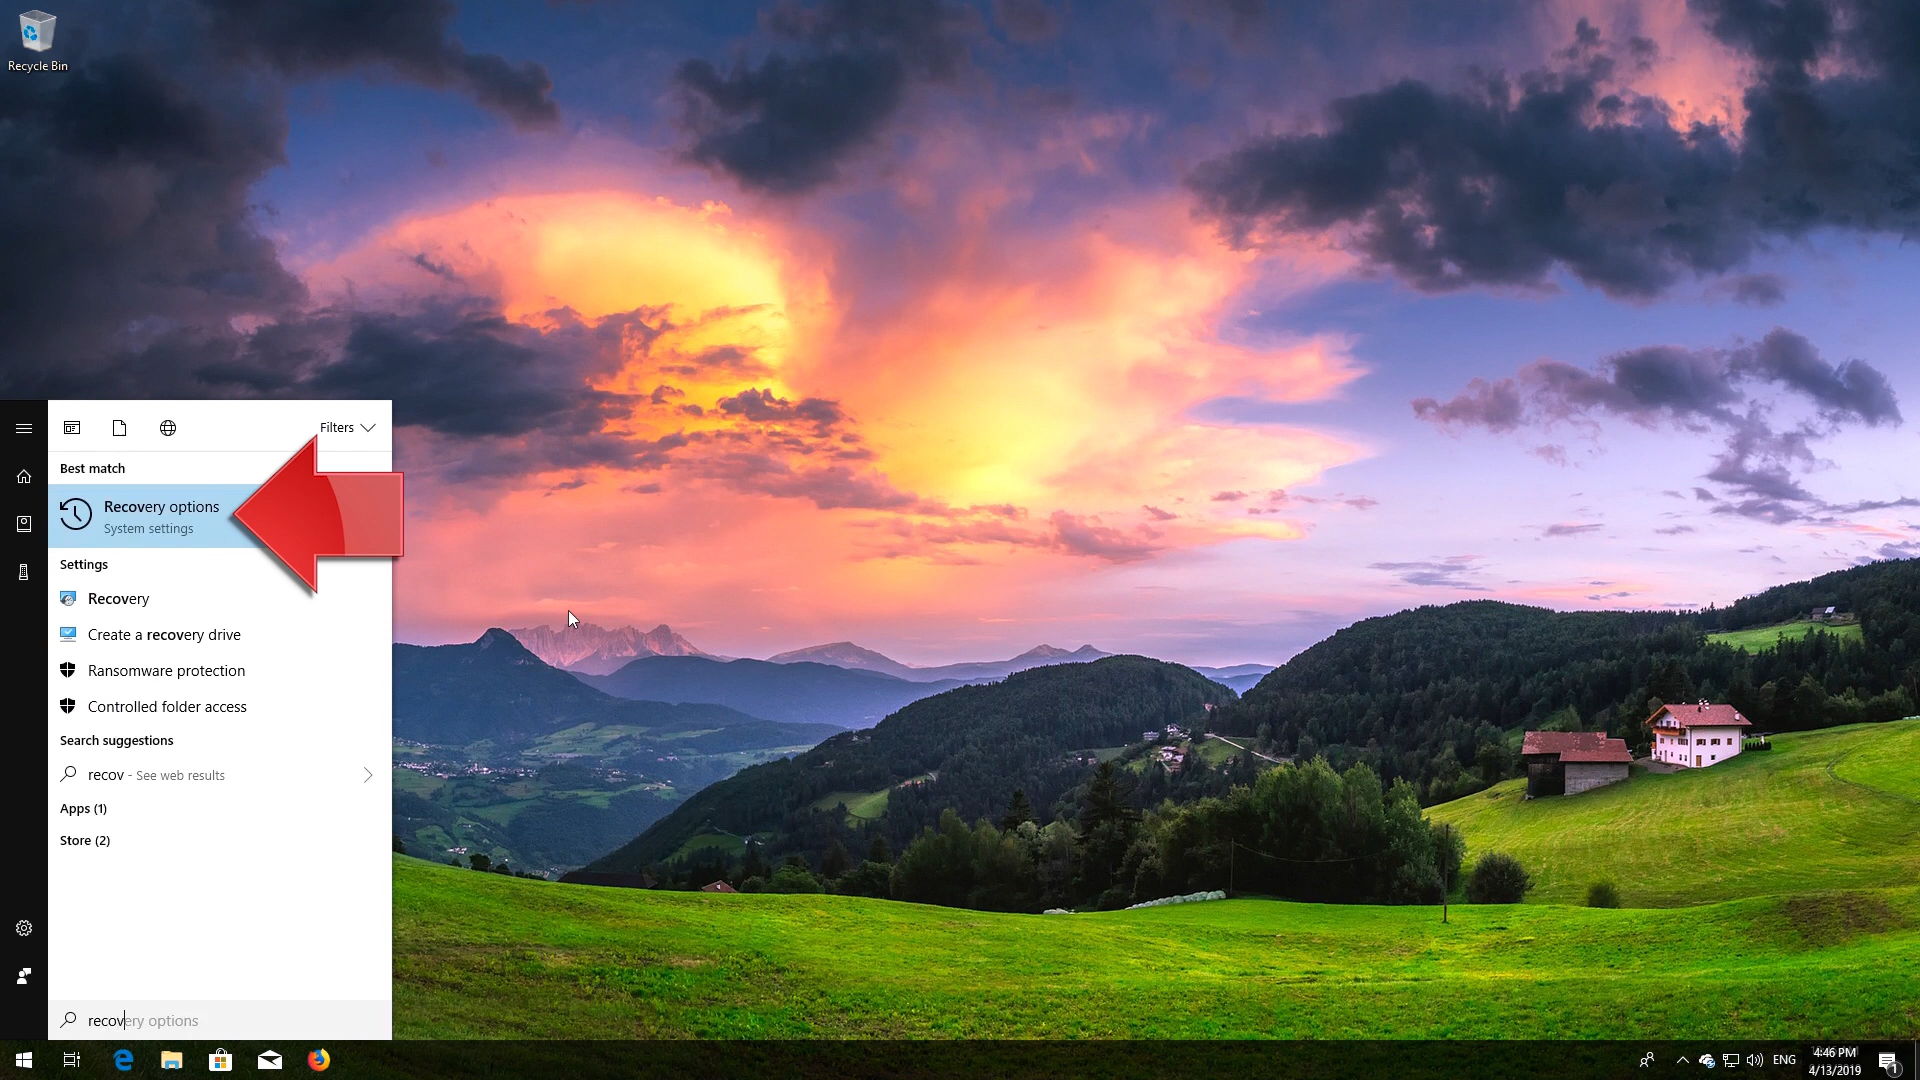 Recycle Bin
Filters
Best match
Recovery options
System settings
Settings
Recovery
Create a recovery drive
Ransomware protection
Controlled folder access
Search suggestions
recov - See web results
Apps (1)
Store (2)
recovery options
ENG
4:46 PM
4/13/2019
1